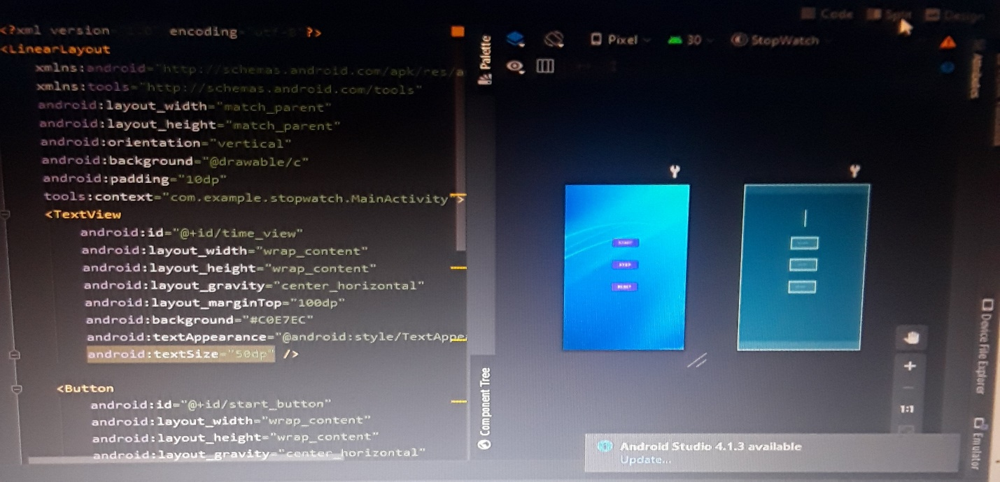 Code Split Design
<?xml version encoding="utf-8"?>
<LinearLayout
xmlns:android="http://schemas.android.com/apk/res/a
xmlns:tools="http://schemas.android.com/tools"
android:layout_width="match_parent"
android:layout_height="match_parent"
android:orientation="vertical"
android:background="@drawable/c"
android:padding="10dp"
tools:context="com.example.stopwatch.MainActivity">
<TextView
android:id="@+id/time_view"
android:layout_width="wrap_content"
android:layout_height="wrap_content"
android:layout_gravity="center_horizontal"
android:layout_marginTop="100dp"
android:background="#C0E7EC"
android:textAppearance="@android:style/TextAppe
android:textSize="50dp" />
<Button
android:id="@+id/start_button"
android:layout_width="wrap_content"
android:layout_height="wrap_content"
android:layout_gravity="center_horizontal"
Palette
Component Tree
Pixel 30 StopWatch
START
STOP
RESET
1:1
Android Studio 4.1.3 available
Update...
Attributes
Device File Explorer
Emulator